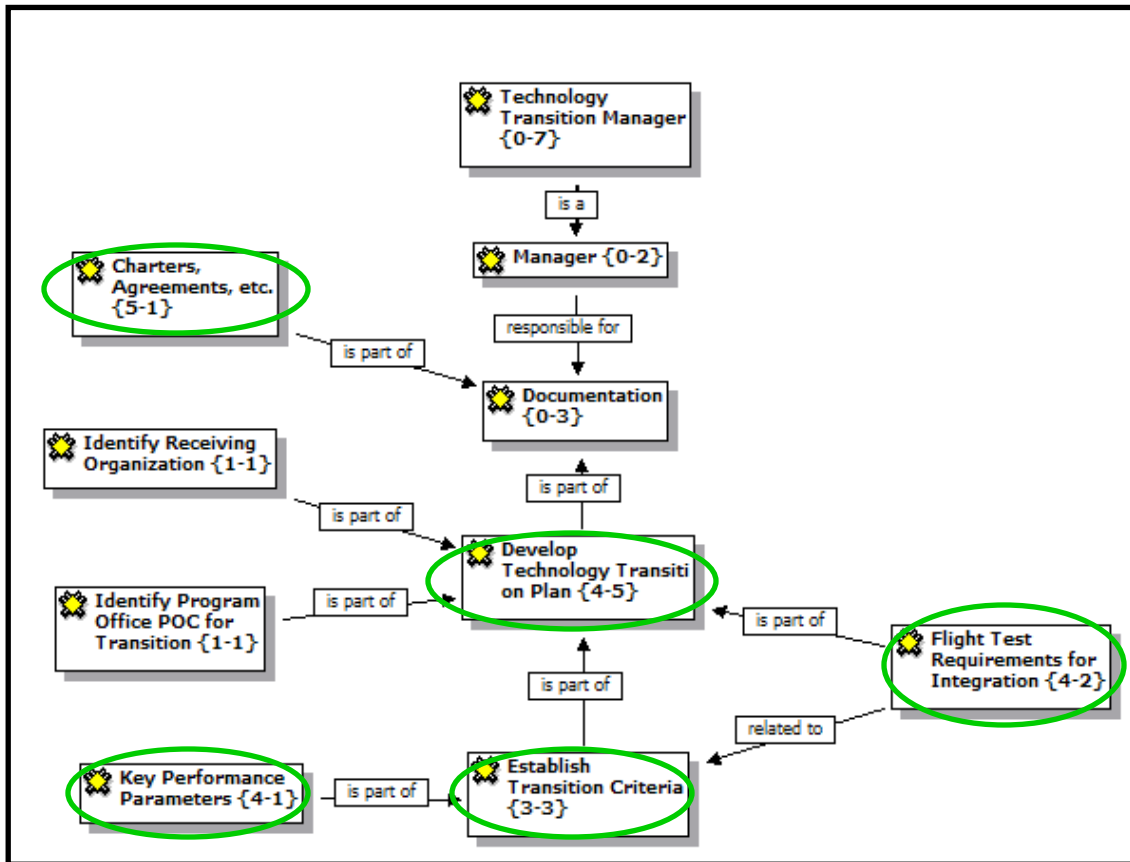 Technology
Transition Manager
{0-7}
is a
Manager {0-2}
Charters,
Agreements, etc.
{5-1}
responsible for
is part of
Documentation
{0-3}
Identify Receiving
Organization {1-1}
is part of
is part of
Develop
Technology Transiti
on Plan {4-5}
Identify Program
Office POC for
Transition {1-1}
is part of
is part of
Flight Test
Requirements for
Integration {4-2}
is part of
related to
Key Performance
Parameters {4-1}
is part of
Establish
Transition Criteria
{3-3}